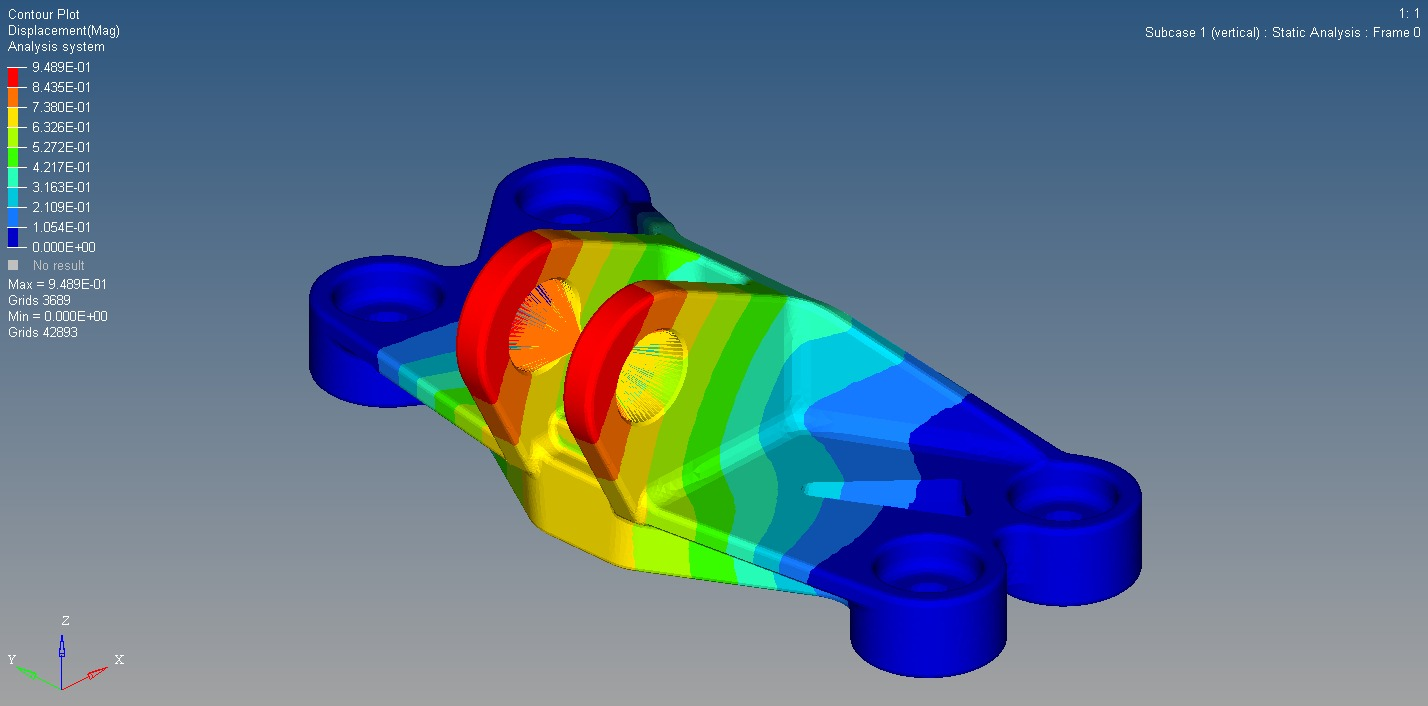 Contour Plot
Displacement(Mag)
Analysis system
9.489E-01
8.435E-01
7.380E-01
6.326E-01
5.272E-01
4.217E-01
3.163E-01
2.109E-01
1.054E-01
0.000E+00
No result
Max = 9.489E-01
Grids 3689
Min = 0.000E+00
Grids 42893
1: 1
Subcase 1 (vertical) : Static Analysis : Frame 0
Z
Y
X